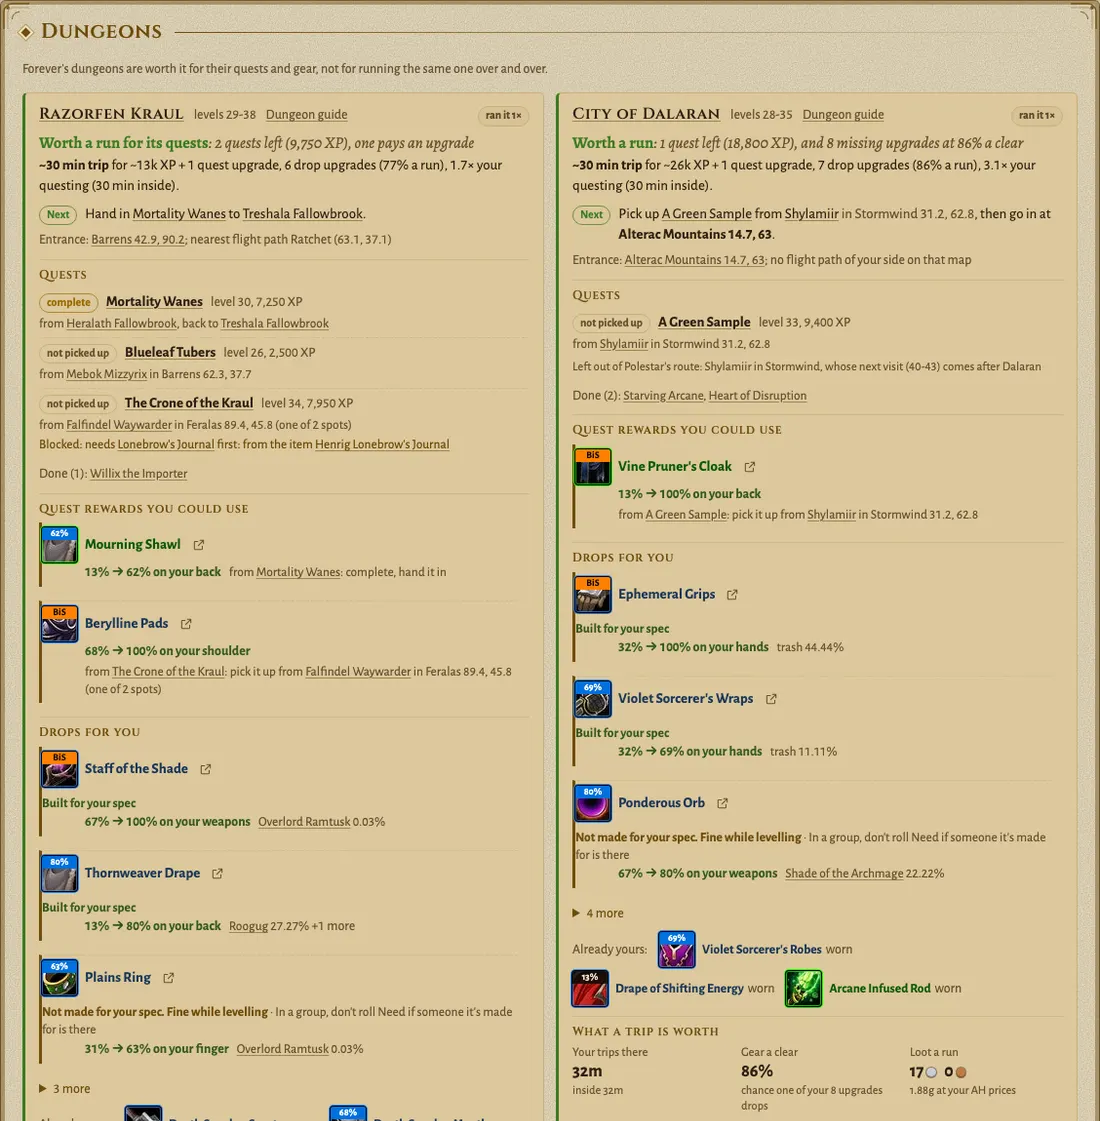 Dungeons
Forever's dungeons are worth it for their quests and gear, not for running the same one over and over.
Razorfen Kraul levels 29-38 Dungeon guide ran it 1×
Worth a run for its quests: 2 quests left (9,750 XP), one pays an upgrade
~30 min trip for ~13k XP + 1 quest upgrade, 6 drop upgrades (77% a run), 1.7× your
questing (30 min inside).
Next Hand in Mortality Wanes to Treshala Fallowbrook.
Entrance: Barrens 42.9, 90.2; nearest flight path Ratchet (63.1, 37.1)
Quests
complete Mortality Wanes level 30, 7,250 XP
from Heralath Fallowbrook, back to Treshala Fallowbrook
not picked up Blueleaf Tubers level 26, 2,500 XP
from Mebok Mizzyrix in Barrens 62.3, 37.7
not picked up The Crone of the Kraul level 34, 7,950 XP
from Falfindel Waywarder in Feralas 89.4, 45.8 (one of 2 spots)
Blocked: needs Lonebrow's Journal first: from the item Henrig Lonebrow's Journal
Done (1): Willix the Importer
Quest rewards you could use
62%
Mourning Shawl
13% → 62% on your back from Mortality Wanes: complete, hand it in
BiS
Berylline Pads
68% → 100% on your shoulder
from The Crone of the Kraul: pick it up from Falfindel Waywarder in Feralas 89.4, 45.8
(one of 2 spots)
Drops for you
BiS
Staff of the Shade
Built for your spec
67% → 100% on your weapons Overlord Ramtusk 0.03%
80%
Thornweaver Drape
Built for your spec
13% → 80% on your back Roogug 27.27% +1 more
63%
Plains Ring
Not made for your spec. Fine while levelling · In a group, don't roll Need if someone it's made
for is there
31% → 63% on your finger Overlord Ramtusk 0.03%
▶ 3 more
68%
City of Dalaran levels 28-35 Dungeon guide ran it 1×
Worth a run: 1 quest left (18,800 XP), and 8 missing upgrades at 86% a clear
~30 min trip for ~26k XP + 1 quest upgrade, 7 drop upgrades (86% a run), 3.1× your
questing (30 min inside).
Next Pick up A Green Sample from Shylamiir in Stormwind 31.2, 62.8, then go in at
Alterac Mountains 14.7, 63.
Entrance: Alterac Mountains 14.7, 63; no flight path of your side on that map
Quests
not picked up A Green Sample level 33, 9,400 XP
from Shylamiir in Stormwind 31.2, 62.8
Left out of Polestar's route: Shylamiir in Stormwind, whose next visit (40-43) comes after Dalaran
Done (2): Starving Arcane, Heart of Disruption
Quest rewards you could use
BiS
Vine Pruner's Cloak
13% → 100% on your back
from A Green Sample: pick it up from Shylamiir in Stormwind 31.2, 62.8
Drops for you
BiS
Ephemeral Grips
Built for your spec
32% → 100% on your hands trash 44.44%
69%
Violet Sorcerer's Wraps
Built for your spec
32% → 69% on your hands trash 11.11%
80%
Ponderous Orb
Not made for your spec. Fine while levelling · In a group, don't roll Need if someone it's made
for is there
67% → 80% on your weapons Shade of the Archmage 22.22%
▶ 4 more
Already yours: 69% Violet Sorcerer's Robes worn
13% Drape of Shifting Energy worn Arcane Infused Rod worn
What a trip is worth
Your trips there Gear a clear Loot a run
32m 86% 17 0
inside 32m chance one of your 8 upgrades 1.88g at your AH prices
drops